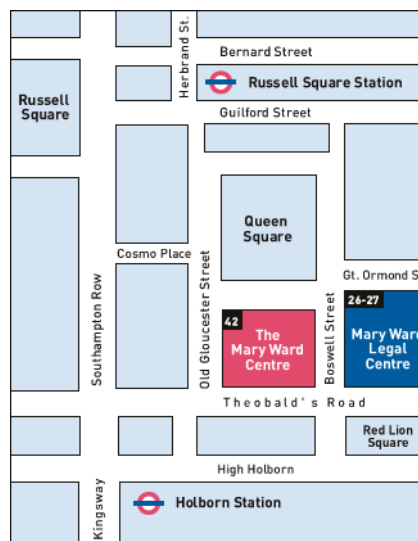 Herbrand St.
Bernard Street
Russell
Square
Russell Square Station
Guilford Street
Queen
Square
Cosmo Place
Gt. Ormond S
Southampton Row
Old Gloucester Street
Boswell Street
42
The
Mary Ward
Centre
26-27
Mary Ward
Legal
Centre
Theobald's Road
Red Lion
Square
High Holborn
Kingsway
Holborn Station